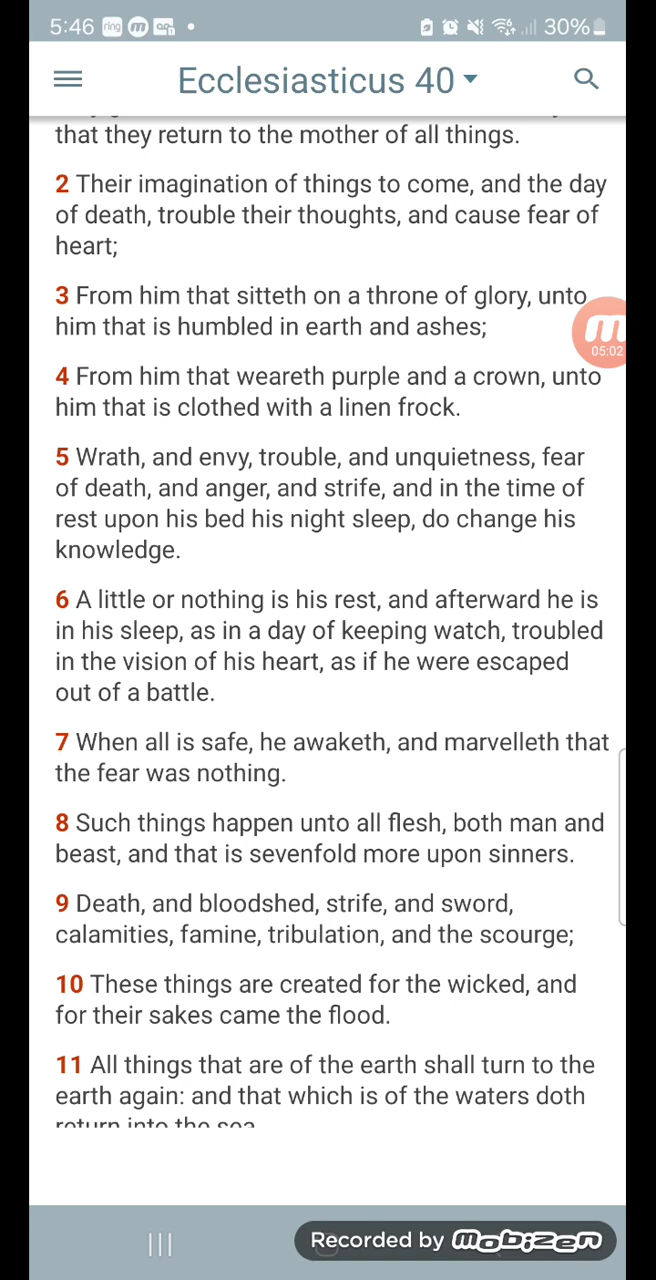 5:46 ring m 30%
Ecclesiasticus 40
that they return to the mother of all things.
2 Their imagination of things to come, and the day
of death, trouble their thoughts, and cause fear of
heart;
3 From him that sitteth on a throne of glory, unto
him that is humbled in earth and ashes;
m
05:02
4 From him that weareth purple and a crown, unto
him that is clothed with a linen frock.
5 Wrath, and envy, trouble, and unquietness, fear
of death, and anger, and strife, and in the time of
rest upon his bed his night sleep, do change his
knowledge.
6 A little or nothing is his rest, and afterward he is
in his sleep, as in a day of keeping watch, troubled
in the vision of his heart, as if he were escaped
out of a battle.
7 When all is safe, he awaketh, and marvelleth that
the fear was nothing.
8 Such things happen unto all flesh, both man and
beast, and that is sevenfold more upon sinners.
9 Death, and bloodshed, strife, and sword,
calamities, famine, tribulation, and the scourge;
10 These things are created for the wicked, and
for their sakes came the flood.
11 All things that are of the earth shall turn to the
earth again: and that which is of the waters doth
return into the sea
Recorded by mobizen